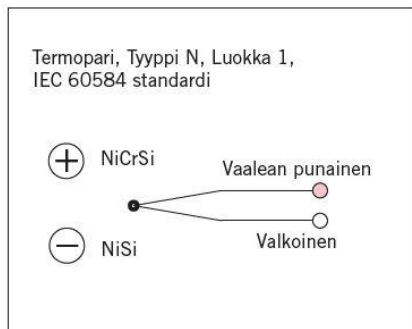 Termopari, Tyyppi N, Luokka 1,
IEC 60584 standardi
+ NiCrSi
Vaalean punainen
− NiSi
Valkoinen